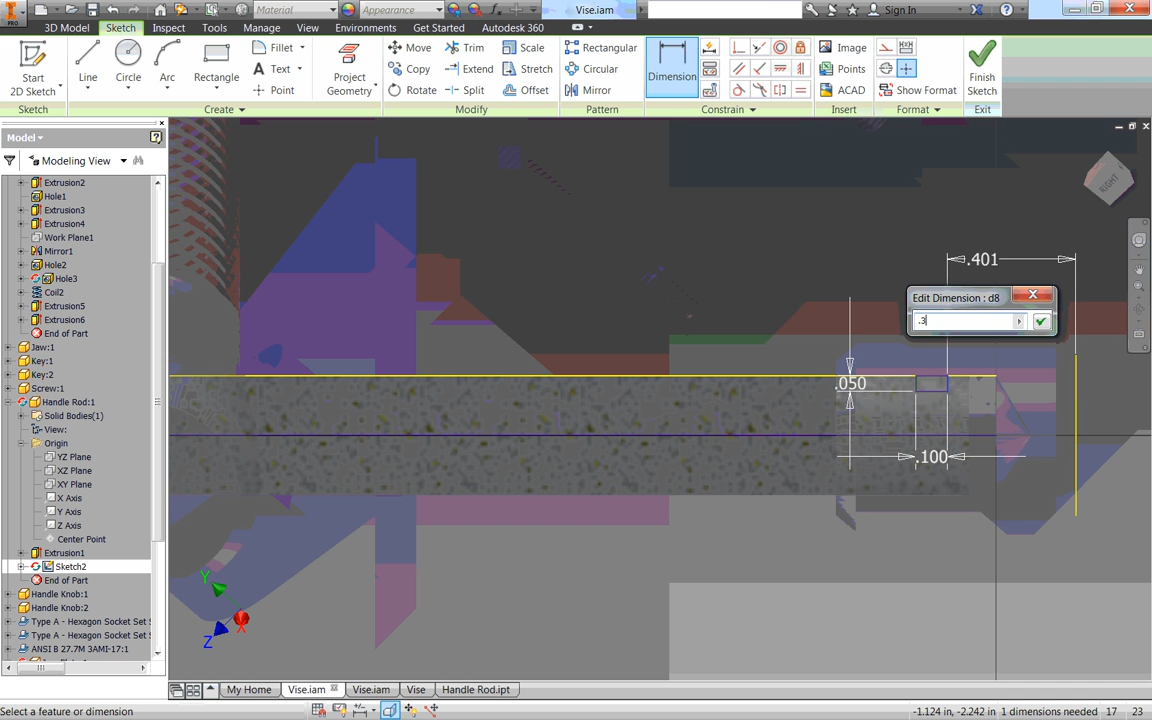 Material
Appearance
Vise.iam
Sign In
PRO
3D Model
Sketch
Inspect
Tools
Manage
View
Environments
Get Started
Autodesk 360
Start
2D Sketch
Line
Circle
Arc
Rectangle
Fillet
Text
Point
Project
Geometry
Move
Copy
Rotate
Trim
Extend
Split
Scale
Stretch
Offset
Rectangular
Circular
Mirror
Dimension
Image
Points
ACAD
Show Format
Finish
Sketch
Sketch
Create
Modify
Pattern
Constrain
Insert
Format
Exit
Model
Modeling View
Extrusion2
Hole1
Extrusion3
Extrusion4
Work Plane1
Mirror1
Hole2
Hole3
Coil2
Extrusion5
Extrusion6
End of Part
Jaw:1
Key:1
Key:2
Screw:1
Handle Rod:1
Solid Bodies(1)
View:
Origin
YZ Plane
XZ Plane
XY Plane
X Axis
Y Axis
Z Axis
Center Point
Extrusion1
Sketch2
End of Part
Handle Knob:1
Handle Knob:2
Type A - Hexagon Socket Set S
Type A - Hexagon Socket Set S
ANSI B 27.7M 3AMI-17:1
RIGHT
.401
Edit Dimension : d8
.3
.050
.100
Y
Z
X
My Home
Vise.iam
Vise.iam
Vise
Handle Rod.ipt
Select a feature or dimension
-1.124 in, -2.242 in
1 dimensions needed
17
23